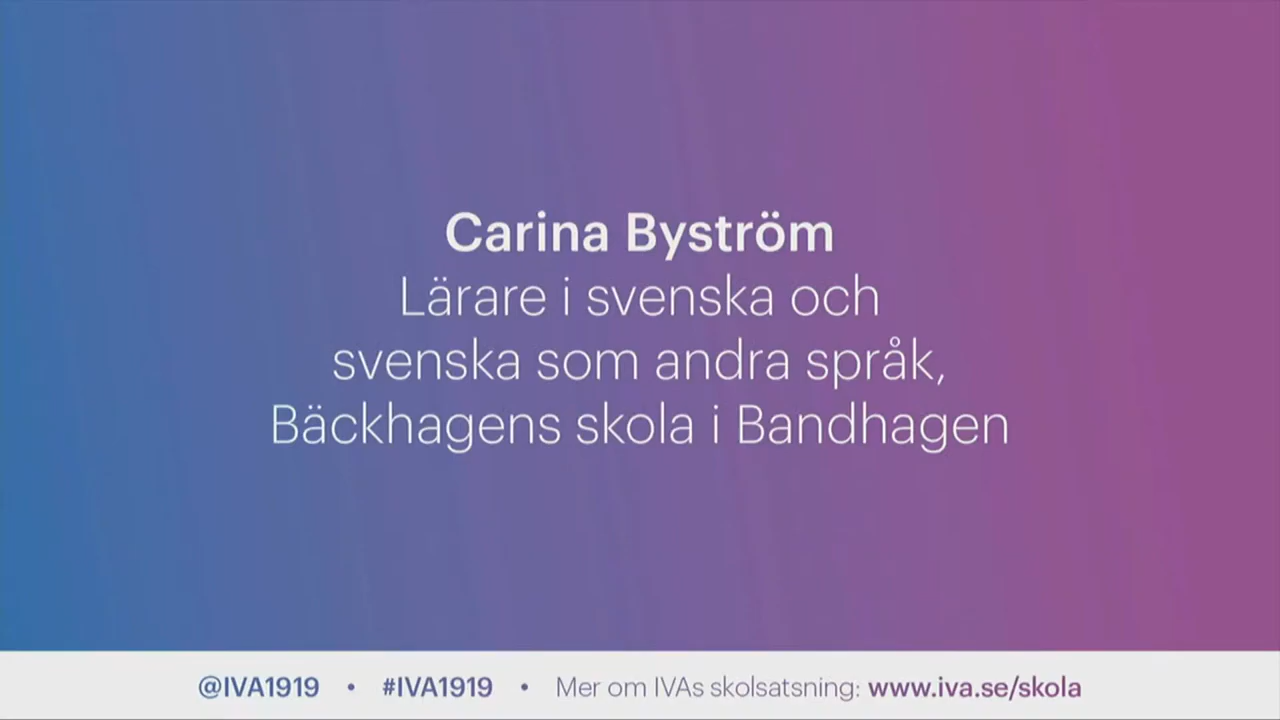 Carina Byström
Lärare i svenska och
svenska som andra språk,
Bäckhagens skola i Bandhagen
@IVA1919 • #IVA1919 • Mer om IVAs skolsatsning: www.iva.se/skola